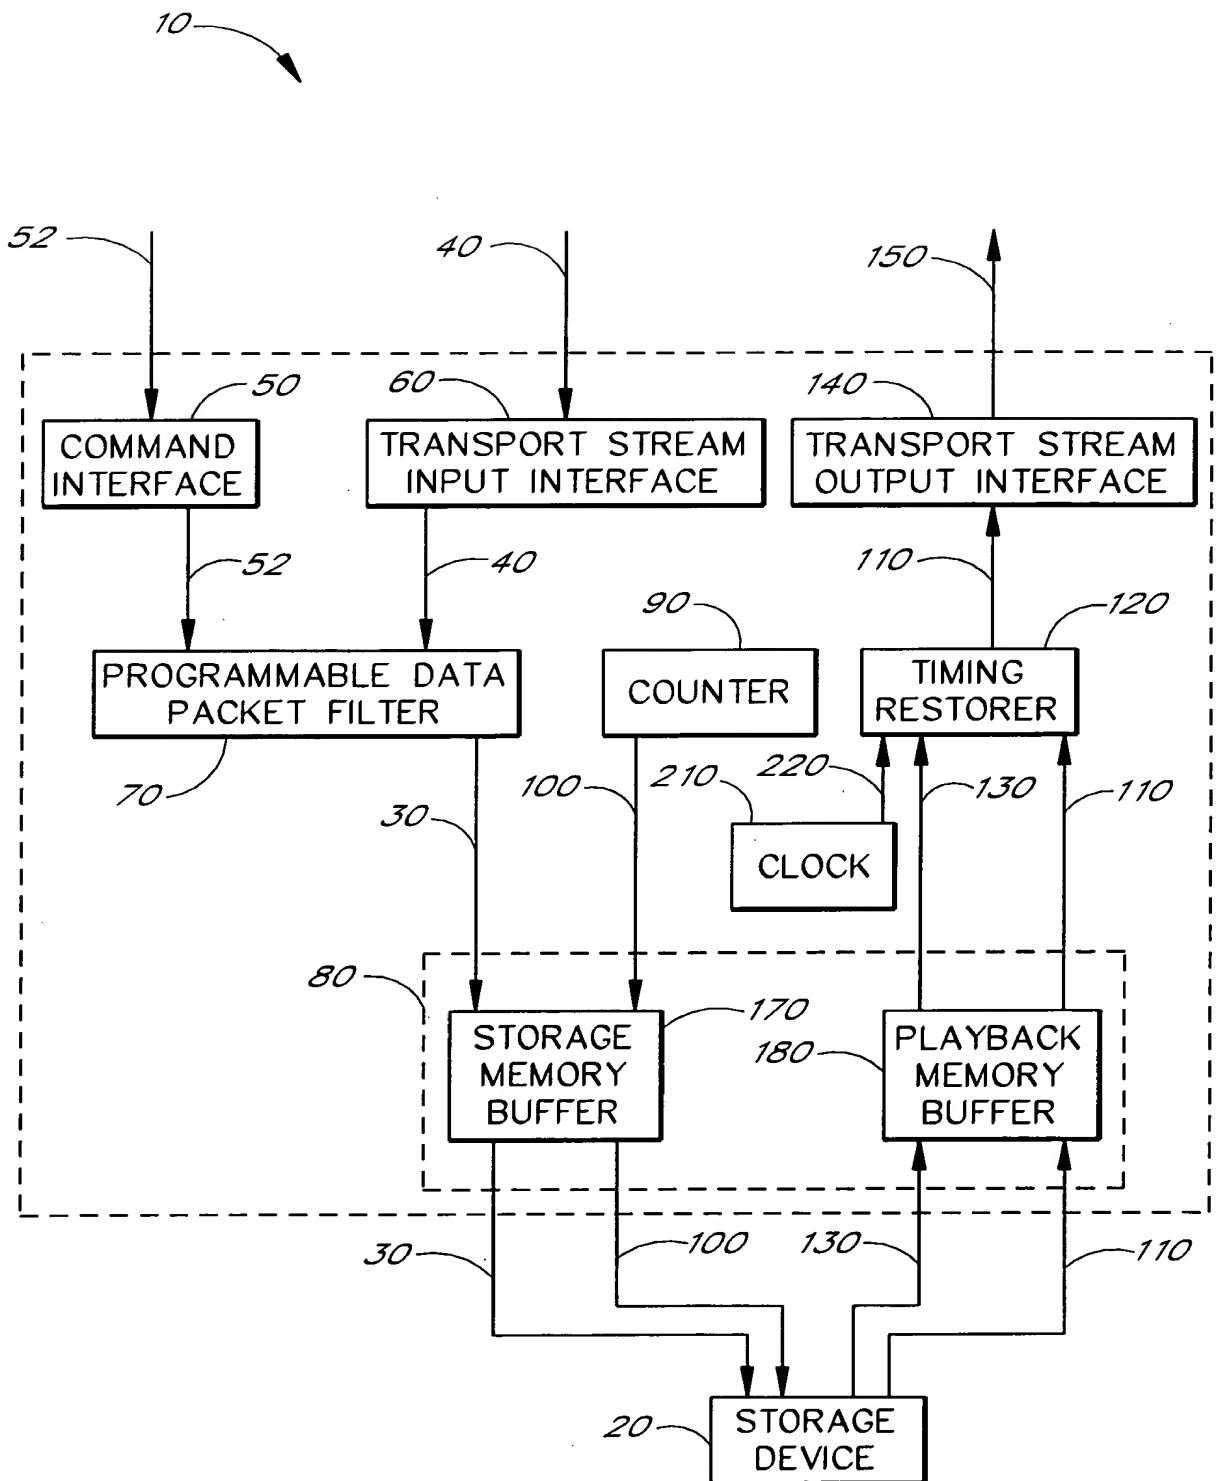 10
52
40
150
50
60
140
COMMAND
INTERFACE
TRANSPORT STREAM
INPUT INTERFACE
TRANSPORT STREAM
OUTPUT INTERFACE
52
40
110
90
120
PROGRAMMABLE DATA
PACKET FILTER
COUNTER
TIMING
RESTORER
70
30
100
210
220
130
110
CLOCK
80
170
180
STORAGE
MEMORY
BUFFER
PLAYBACK
MEMORY
BUFFER
30
100
130
110
20
STORAGE
DEVICE